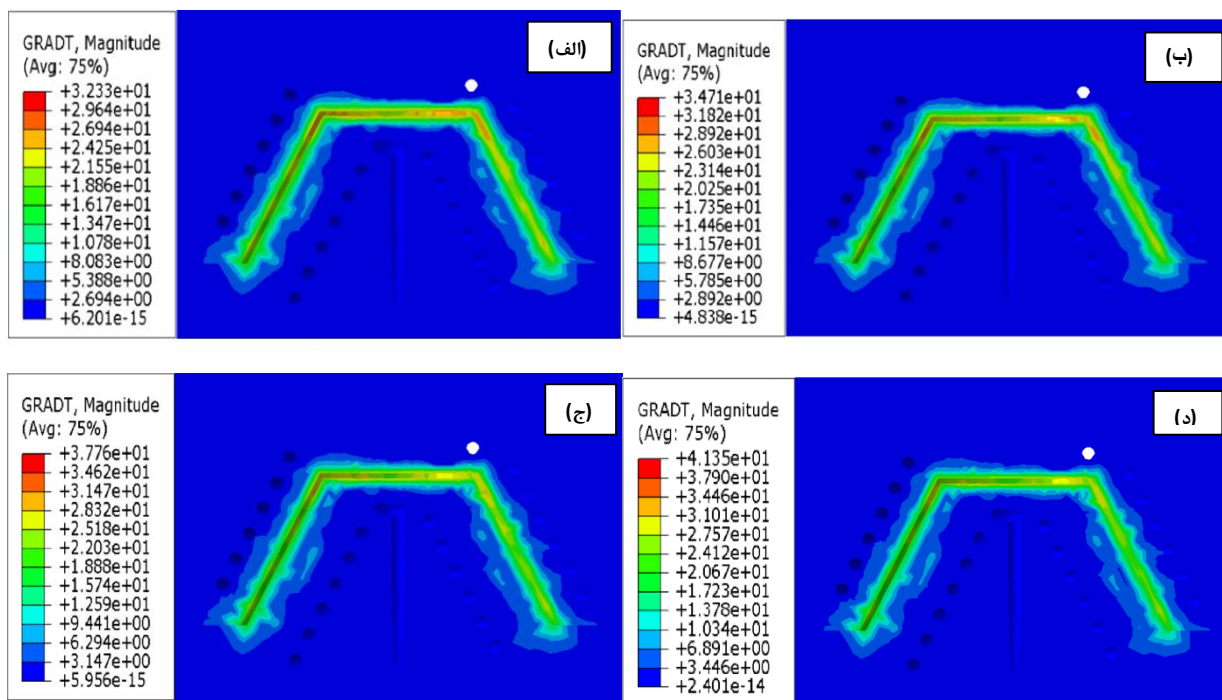 (الف)
GRADT, Magnitude
(Avg: 75%)
+3.233e+01
+2.964e+01
+2.694e+01
+2.425e+01
+2.155e+01
+1.886e+01
+1.617e+01
+1.347e+01
+1.078e+01
+8.083e+00
+5.388e+00
+2.694e+00
+6.201e-15
(ب)
GRADT, Magnitude
(Avg: 75%)
+3.471e+01
+3.182e+01
+2.892e+01
+2.603e+01
+2.314e+01
+2.025e+01
+1.735e+01
+1.446e+01
+1.157e+01
+8.677e+00
+5.785e+00
+2.892e+00
+4.838e-15
(ج)
GRADT, Magnitude
(Avg: 75%)
+3.776e+01
+3.462e+01
+3.147e+01
+2.832e+01
+2.518e+01
+2.203e+01
+1.888e+01
+1.574e+01
+1.259e+01
+9.441e+00
+6.294e+00
+3.147e+00
+5.956e-15
(د)
GRADT, Magnitude
(Avg: 75%)
+4.135e+01
+3.790e+01
+3.446e+01
+3.101e+01
+2.757e+01
+2.412e+01
+2.067e+01
+1.723e+01
+1.378e+01
+1.034e+01
+6.891e+00
+3.446e+00
+2.401e-14